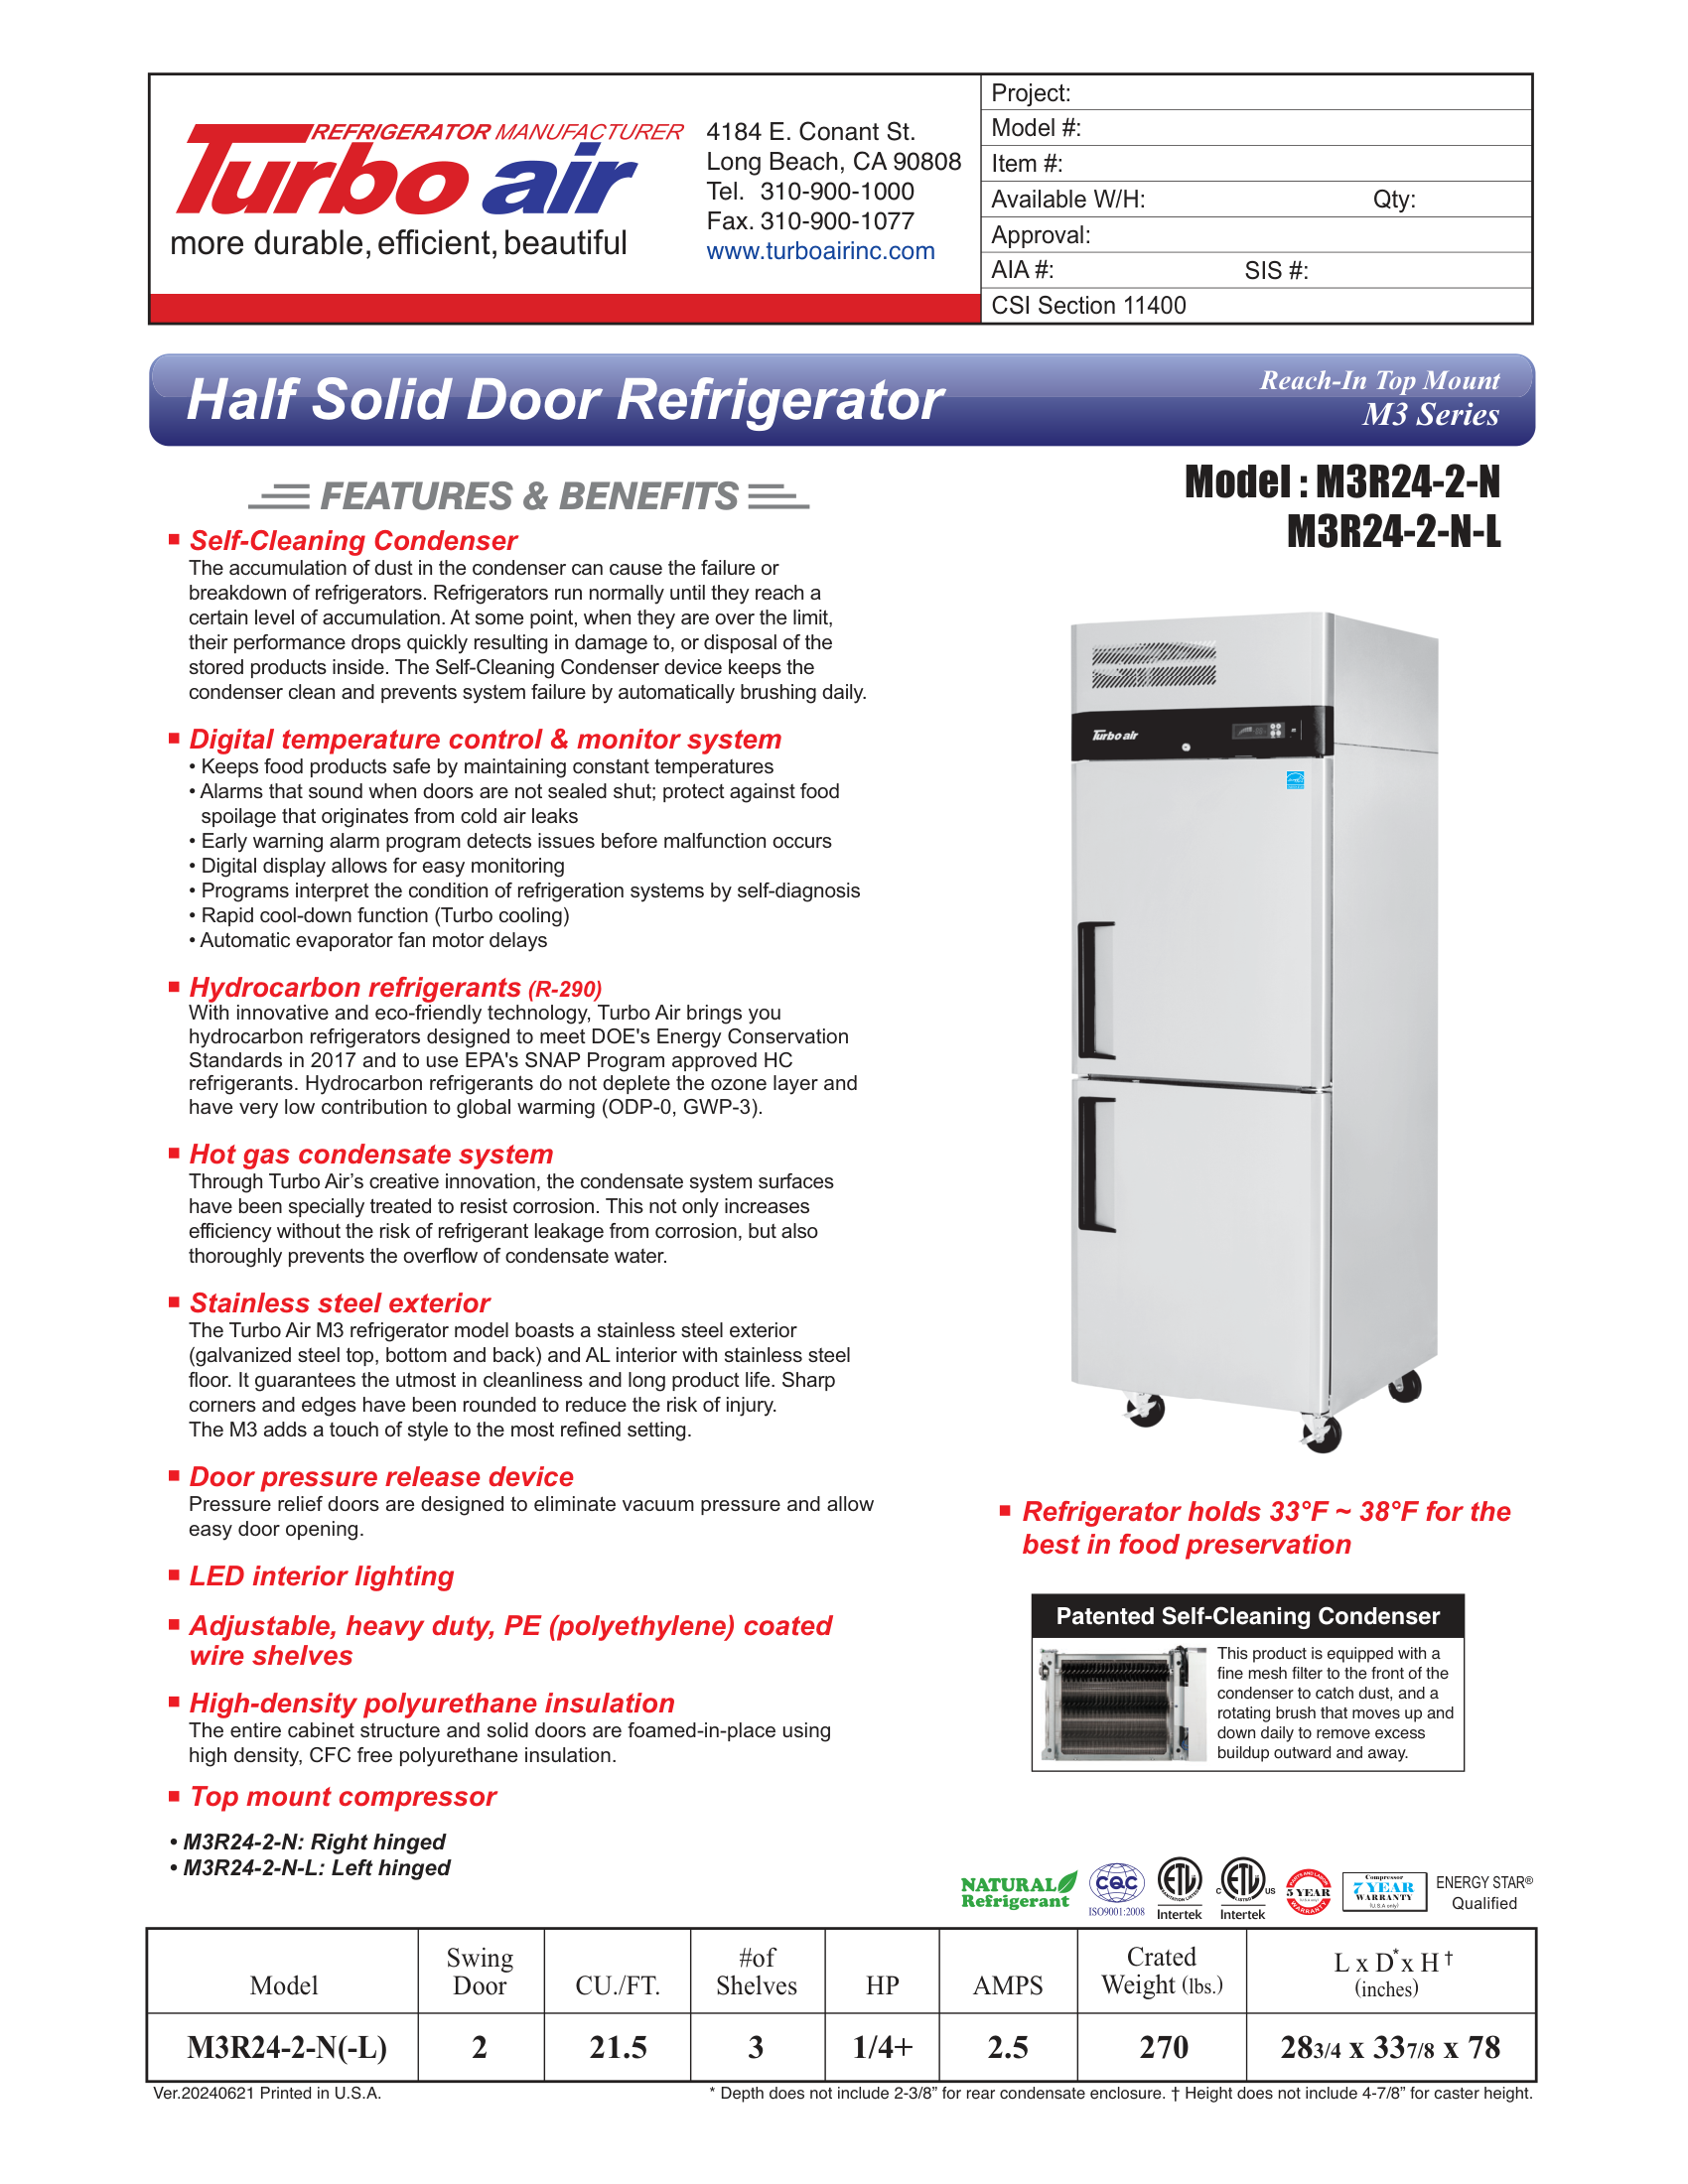 REFRIGERATOR MANUFACTURER
Turbo air
more durable, efficient, beautiful
4184 E. Conant St.
Long Beach, CA 90808
Tel. 310-900-1000
Fax. 310-900-1077
www.turboairinc.com
Project:
Model #:
Item #:
Available W/H: Qty:
Approval:
AIA #: SIS #:
CSI Section 11400
Half Solid Door Refrigerator
Reach-In Top Mount
M3 Series
FEATURES & BENEFITS
Model : M3R24-2-N
M3R24-2-N-L
Self-Cleaning Condenser
The accumulation of dust in the condenser can cause the failure or
breakdown of refrigerators. Refrigerators run normally until they reach a
certain level of accumulation. At some point, when they are over the limit,
their performance drops quickly resulting in damage to, or disposal of the
stored products inside. The Self-Cleaning Condenser device keeps the
condenser clean and prevents system failure by automatically brushing daily.
Digital temperature control & monitor system
• Keeps food products safe by maintaining constant temperatures
• Alarms that sound when doors are not sealed shut; protect against food
spoilage that originates from cold air leaks
• Early warning alarm program detects issues before malfunction occurs
• Digital display allows for easy monitoring
• Programs interpret the condition of refrigeration systems by self-diagnosis
• Rapid cool-down function (Turbo cooling)
• Automatic evaporator fan motor delays
Hydrocarbon refrigerants (R-290)
With innovative and eco-friendly technology, Turbo Air brings you
hydrocarbon refrigerators designed to meet DOE's Energy Conservation
Standards in 2017 and to use EPA's SNAP Program approved HC
refrigerants. Hydrocarbon refrigerants do not deplete the ozone layer and
have very low contribution to global warming (ODP-0, GWP-3).
Hot gas condensate system
Through Turbo Air's creative innovation, the condensate system surfaces
have been specially treated to resist corrosion. This not only increases
efficiency without the risk of refrigerant leakage from corrosion, but also
thoroughly prevents the overflow of condensate water.
Stainless steel exterior
The Turbo Air M3 refrigerator model boasts a stainless steel exterior
(galvanized steel top, bottom and back) and AL interior with stainless steel
floor. It guarantees the utmost in cleanliness and long product life. Sharp
corners and edges have been rounded to reduce the risk of injury.
The M3 adds a touch of style to the most refined setting.
Door pressure release device
Pressure relief doors are designed to eliminate vacuum pressure and allow
easy door opening.
LED interior lighting
Adjustable, heavy duty, PE (polyethylene) coated
wire shelves
High-density polyurethane insulation
The entire cabinet structure and solid doors are foamed-in-place using
high density, CFC free polyurethane insulation.
Top mount compressor
• M3R24-2-N: Right hinged
• M3R24-2-N-L: Left hinged
Turbo air
Refrigerator holds 33°F ~ 38°F for the
best in food preservation
Patented Self-Cleaning Condenser
This product is equipped with a
fine mesh filter to the front of the
condenser to catch dust, and a
rotating brush that moves up and
down daily to remove excess
buildup outward and away.
NATURAL
Refrigerant
CQC
ISO9001:2008
ETL
SANITATION LISTED
Intertek
C ETL US
LISTED
Intertek
PARTS AND LABOR
5 YEAR
WARRANTY
Compressor
7 YEAR
WARRANTY
(U.S.A only)
ENERGY STAR®
Qualified
Model Swing Door CU./FT. #of Shelves HP AMPS Crated Weight (lbs.) L x D* x H † (inches)
M3R24-2-N(-L) 2 21.5 3 1/4+ 2.5 270 28 3/4 x 33 7/8 x 78
Ver.20240621 Printed in U.S.A.
* Depth does not include 2-3/8” for rear condensate enclosure. † Height does not include 4-7/8” for caster height.